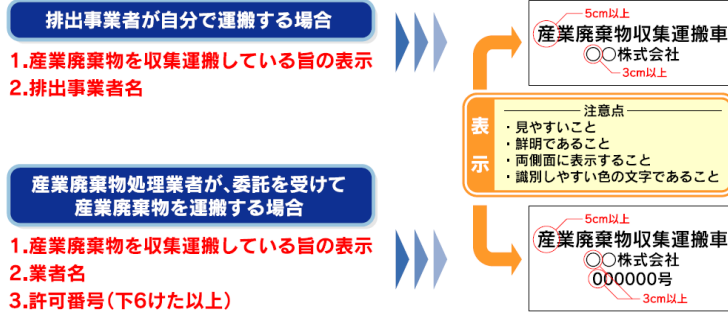 排出事業者が自分で運搬する場合
1.産業廃棄物を収集運搬している旨の表示
2.排出事業者名
5cm以上
産業廃棄物収集運搬車
○○株式会社
3cm以上
表示
注意点
・見やすいこと
・鮮明であること
・両側面に表示すること
・識別しやすい色の文字であること
産業廃棄物処理業者が、委託を受けて
産業廃棄物を運搬する場合
1.産業廃棄物を収集運搬している旨の表示
2.業者名
3.許可番号(下6けた以上)
5cm以上
産業廃棄物収集運搬車
○○株式会社
000000号
3cm以上